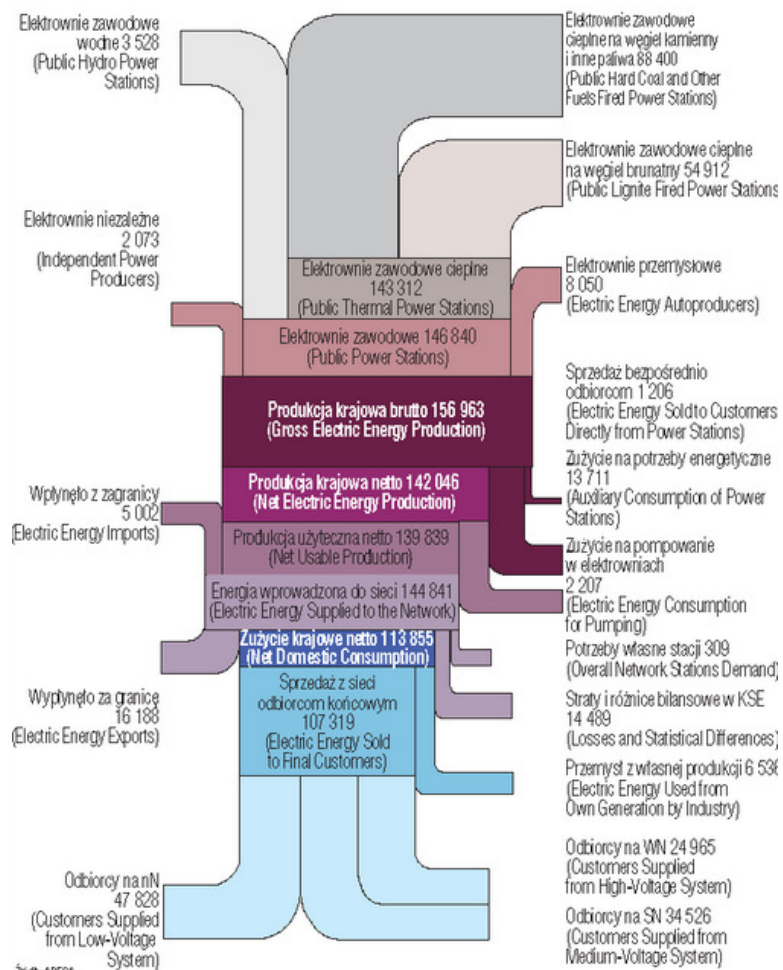 Elektrownie zawodowe
wodne 3 528
(Public Hydro Power
Stations)
Elektrownie zawodowe
cieplne na węgiel kamienny
i inne paliwa 88 400
(Public Hard Coal and Other
Fuels Fired Power Stations)
Elektrownie zawodowe cieplne
na węgiel brunatny 54 912
(Public Lignite Fired Power Stations
Elektrownie niezależne
2 073
(Independent Power
Producers)
Elektrownie zawodowe cieplne
143 312
(Public Thermal Power Stations)
Elektrownie przemysłowe
8 050
(Electric Energy Autoproducers)
Elektrownie zawodowe 146 840
(Public Power Stations)
Sprzedaż bezpośrednio
odbiorcom 1 206
(Electric Energy Sold to Customers
Directly from Power Stations)
Produkcja krajowa brutto 156 963
(Gross Electric Energy Production)
Zużycie na potrzeby energetyczne
13 711
(Auxiliary Consumption of Power
Stations)
Produkcja krajowa netto 142 046
(Net Electric Energy Production)
Wpłynęło z zagranicy
5 002
(Electric Energy Imports)
Produkcja użyteczna netto 139 839
(Net Usable Production)
Zużycie na pompowanie
w elektrowniach
2 207
(Electric Energy Consumption
for Pumping)
Energia wprowadzona do sieci 144 841
(Electric Energy Supplied to the Network)
Zużycie krajowe netto 113 855
(Net Domestic Consumption)
Potrzeby własne stacji 309
(Overall Network Stations Demand)
Wypłynęło za granicę
16 188
(Electric Energy Exports)
Sprzedaż z sieci
odbiorcom końcowym
107 319
(Electric Energy Sold
to Final Customers)
Straty i różnice bilansowe w KSE
14 489
(Losses and Statistical Differences)
Przemysł z własnej produkcji 6 536
(Electric Energy Used from
Own Generation by Industry)
Odbiorcy na WN 24 965
(Customers Supplied
from High-Voltage System)
Odbiorcy na nN
47 828
(Customers Supplied
from Low-Voltage
System)
Odbiorcy na SN 34 526
(Customers Supplied from
Medium-Voltage System)